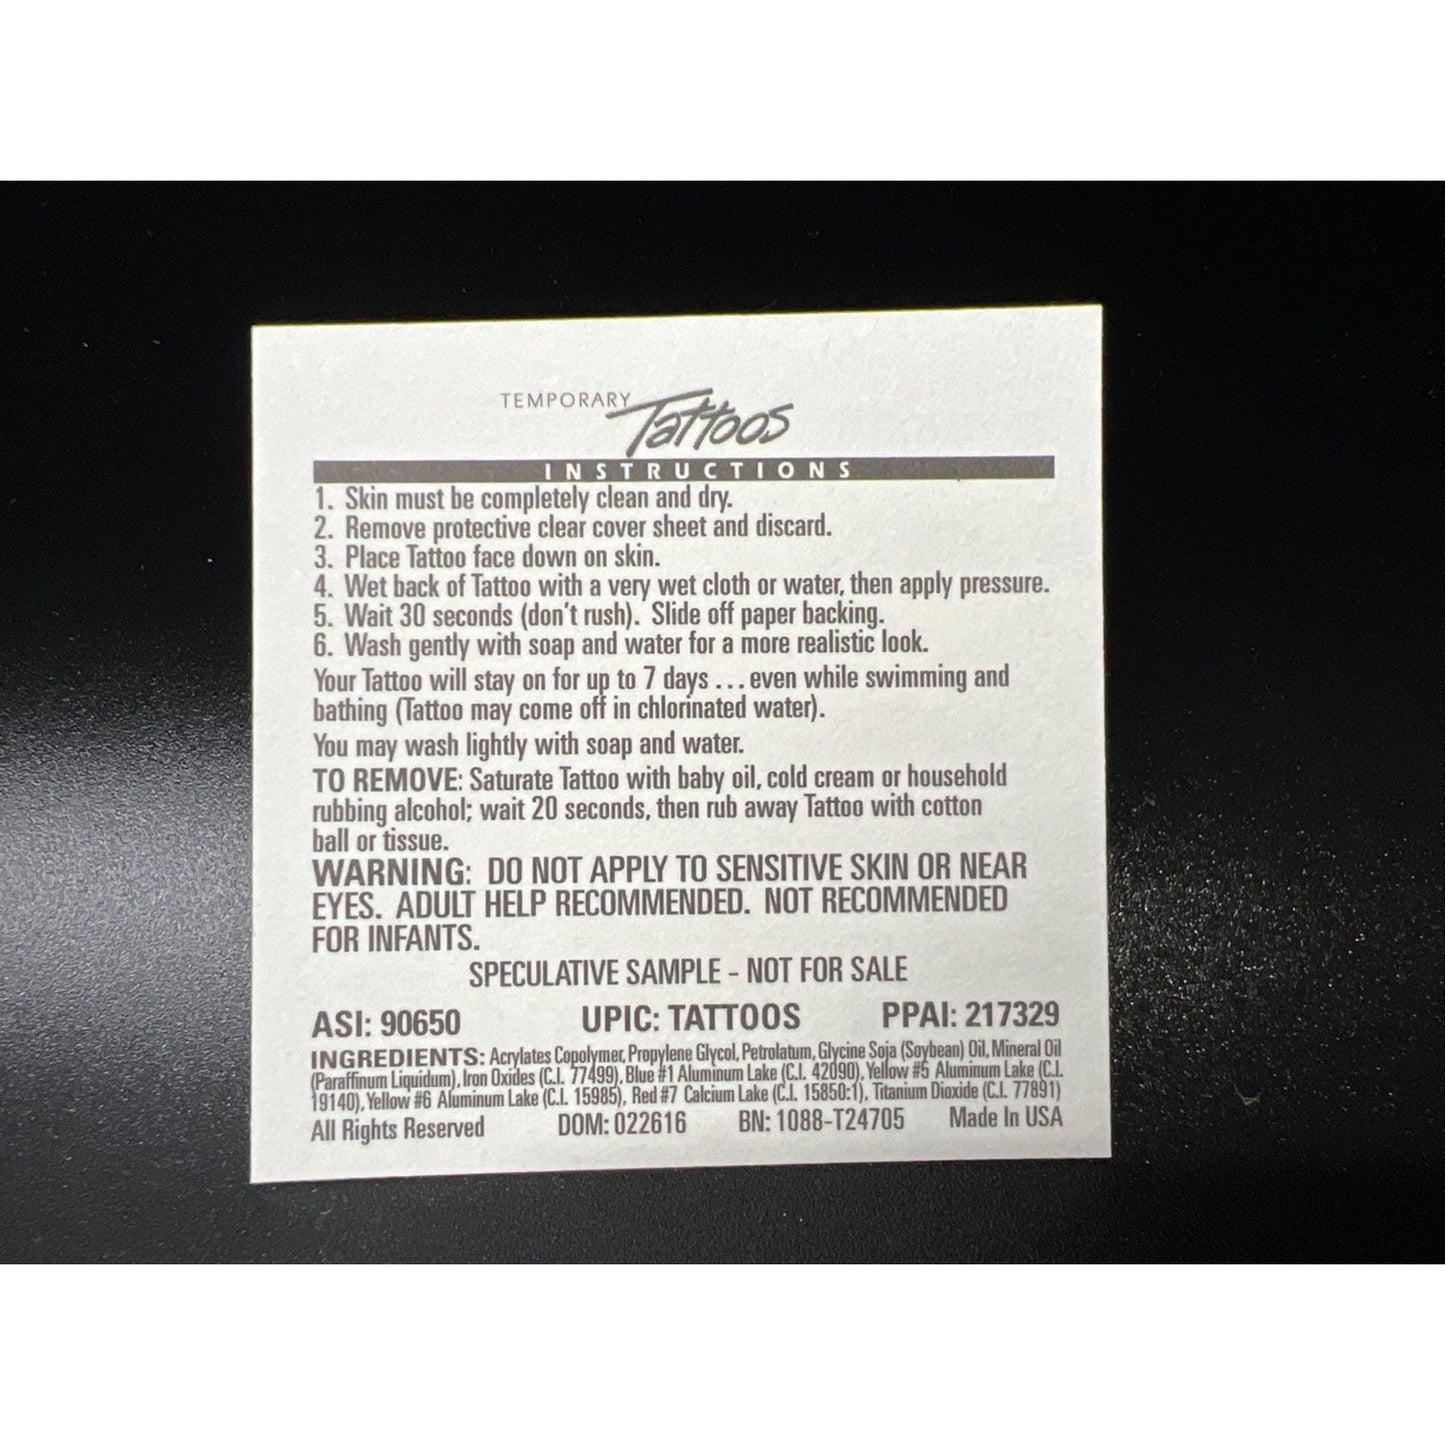 TEMPORARY Tattoos
INSTRUCTIONS
1. Skin must be completely clean and dry.
2. Remove protective clear cover sheet and discard.
3. Place Tattoo face down on skin.
4. Wet back of Tattoo with a very wet cloth or water, then apply pressure.
5. Wait 30 seconds (don't rush). Slide off paper backing.
6. Wash gently with soap and water for a more realistic look.
Your Tattoo will stay on for up to 7 days ... even while swimming and
bathing (Tattoo may come off in chlorinated water).
You may wash lightly with soap and water.
TO REMOVE: Saturate Tattoo with baby oil, cold cream or household
rubbing alcohol; wait 20 seconds, then rub away Tattoo with cotton
ball or tissue.
WARNING: DO NOT APPLY TO SENSITIVE SKIN OR NEAR
EYES. ADULT HELP RECOMMENDED. NOT RECOMMENDED
FOR INFANTS.
SPECULATIVE SAMPLE - NOT FOR SALE
ASI: 90650 UPIC: TATTOOS PPAI: 217329
INGREDIENTS: Acrylates Copolymer, Propylene Glycol, Petrolatum, Glycine Soja (Soybean) Oil, Mineral Oil
(Paraffinum Liquidum), Iron Oxides (C.I. 77499), Blue #1 Aluminum Lake (C.I. 42090), Yellow #5 Aluminum Lake (C.I.
19140), Yellow #6 Aluminum Lake (C.I. 15985), Red #7 Calcium Lake (C.I. 15850:1), Titanium Dioxide (C.I. 77891)
All Rights Reserved DOM: 022616 BN: 1088-T24705 Made In USA